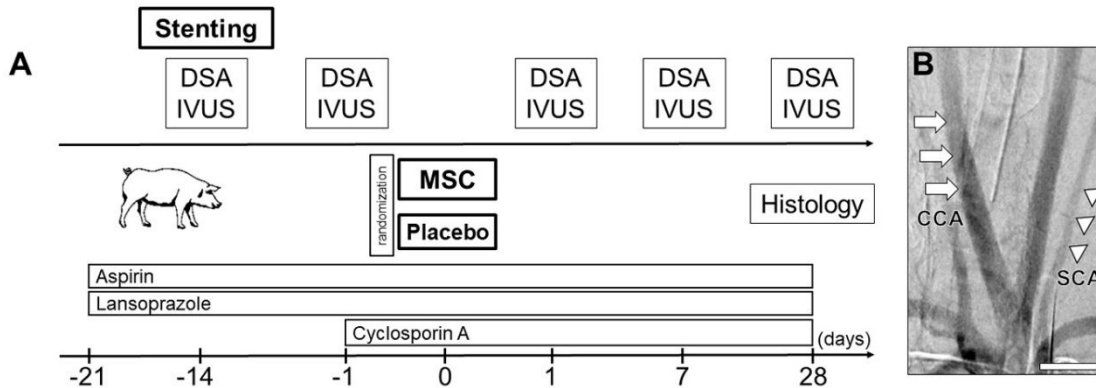 Stenting
A
DSA
IVUS
DSA
IVUS
DSA
IVUS
DSA
IVUS
DSA
IVUS
B
randomization
MSC
Placebo
Histology
CCA
SCA
Aspirin
Lansoprazole
Cyclosporin A
(days)
-21 -14 -1 0 1 7 28